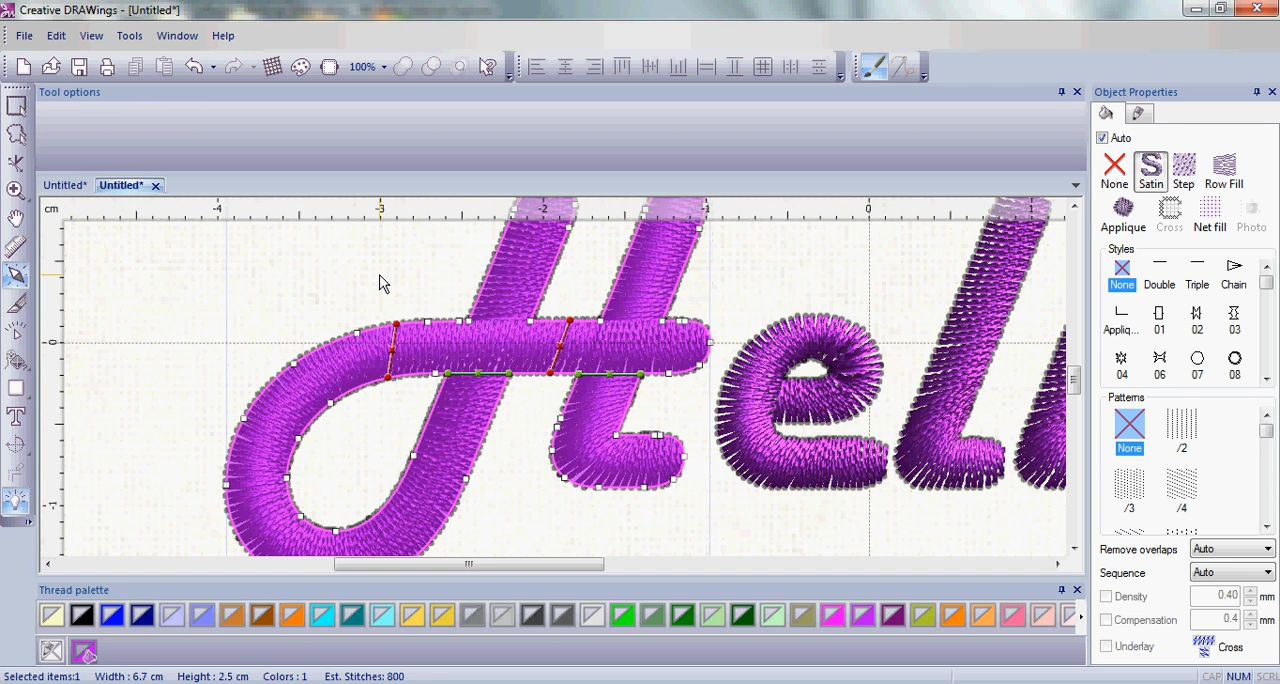 Creative DRAWings - [Untitled*]
File Edit View Tools Window Help
100%
Tool options
Object Properties
Auto
None Satin Step Row Fill
Applique Cross Net fill Photo
Untitled* Untitled*
cm -4 -3 -2 -1 0 1
0
-1
Hel
Styles
None Double Triple Chain
Appliq... 01 02 03
04 06 07 08
Patterns
None /2
/3 /4
Remove overlaps Auto
Sequence Auto
Density 0.40 mm
Compensation 0.4 mm
Underlay Cross
Thread palette
Selected items:1 Width : 6.7 cm Height : 2.5 cm Colors : 1 Est. Stitches: 800
CAP NUM SCRL